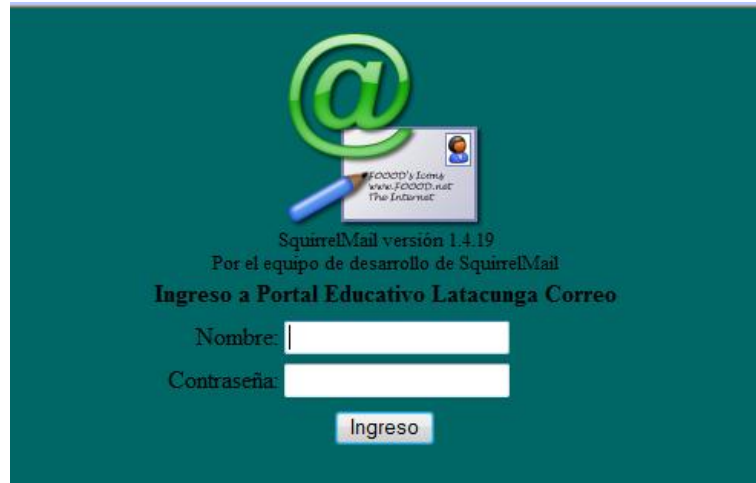 FOOOD's Icons
www.FOOOD.net
The Internet
SquirrelMail versión 1.4.19
Por el equipo de desarrollo de SquirrelMail
Ingreso a Portal Educativo Latacunga Correo
Nombre:
Contraseña:
Ingreso